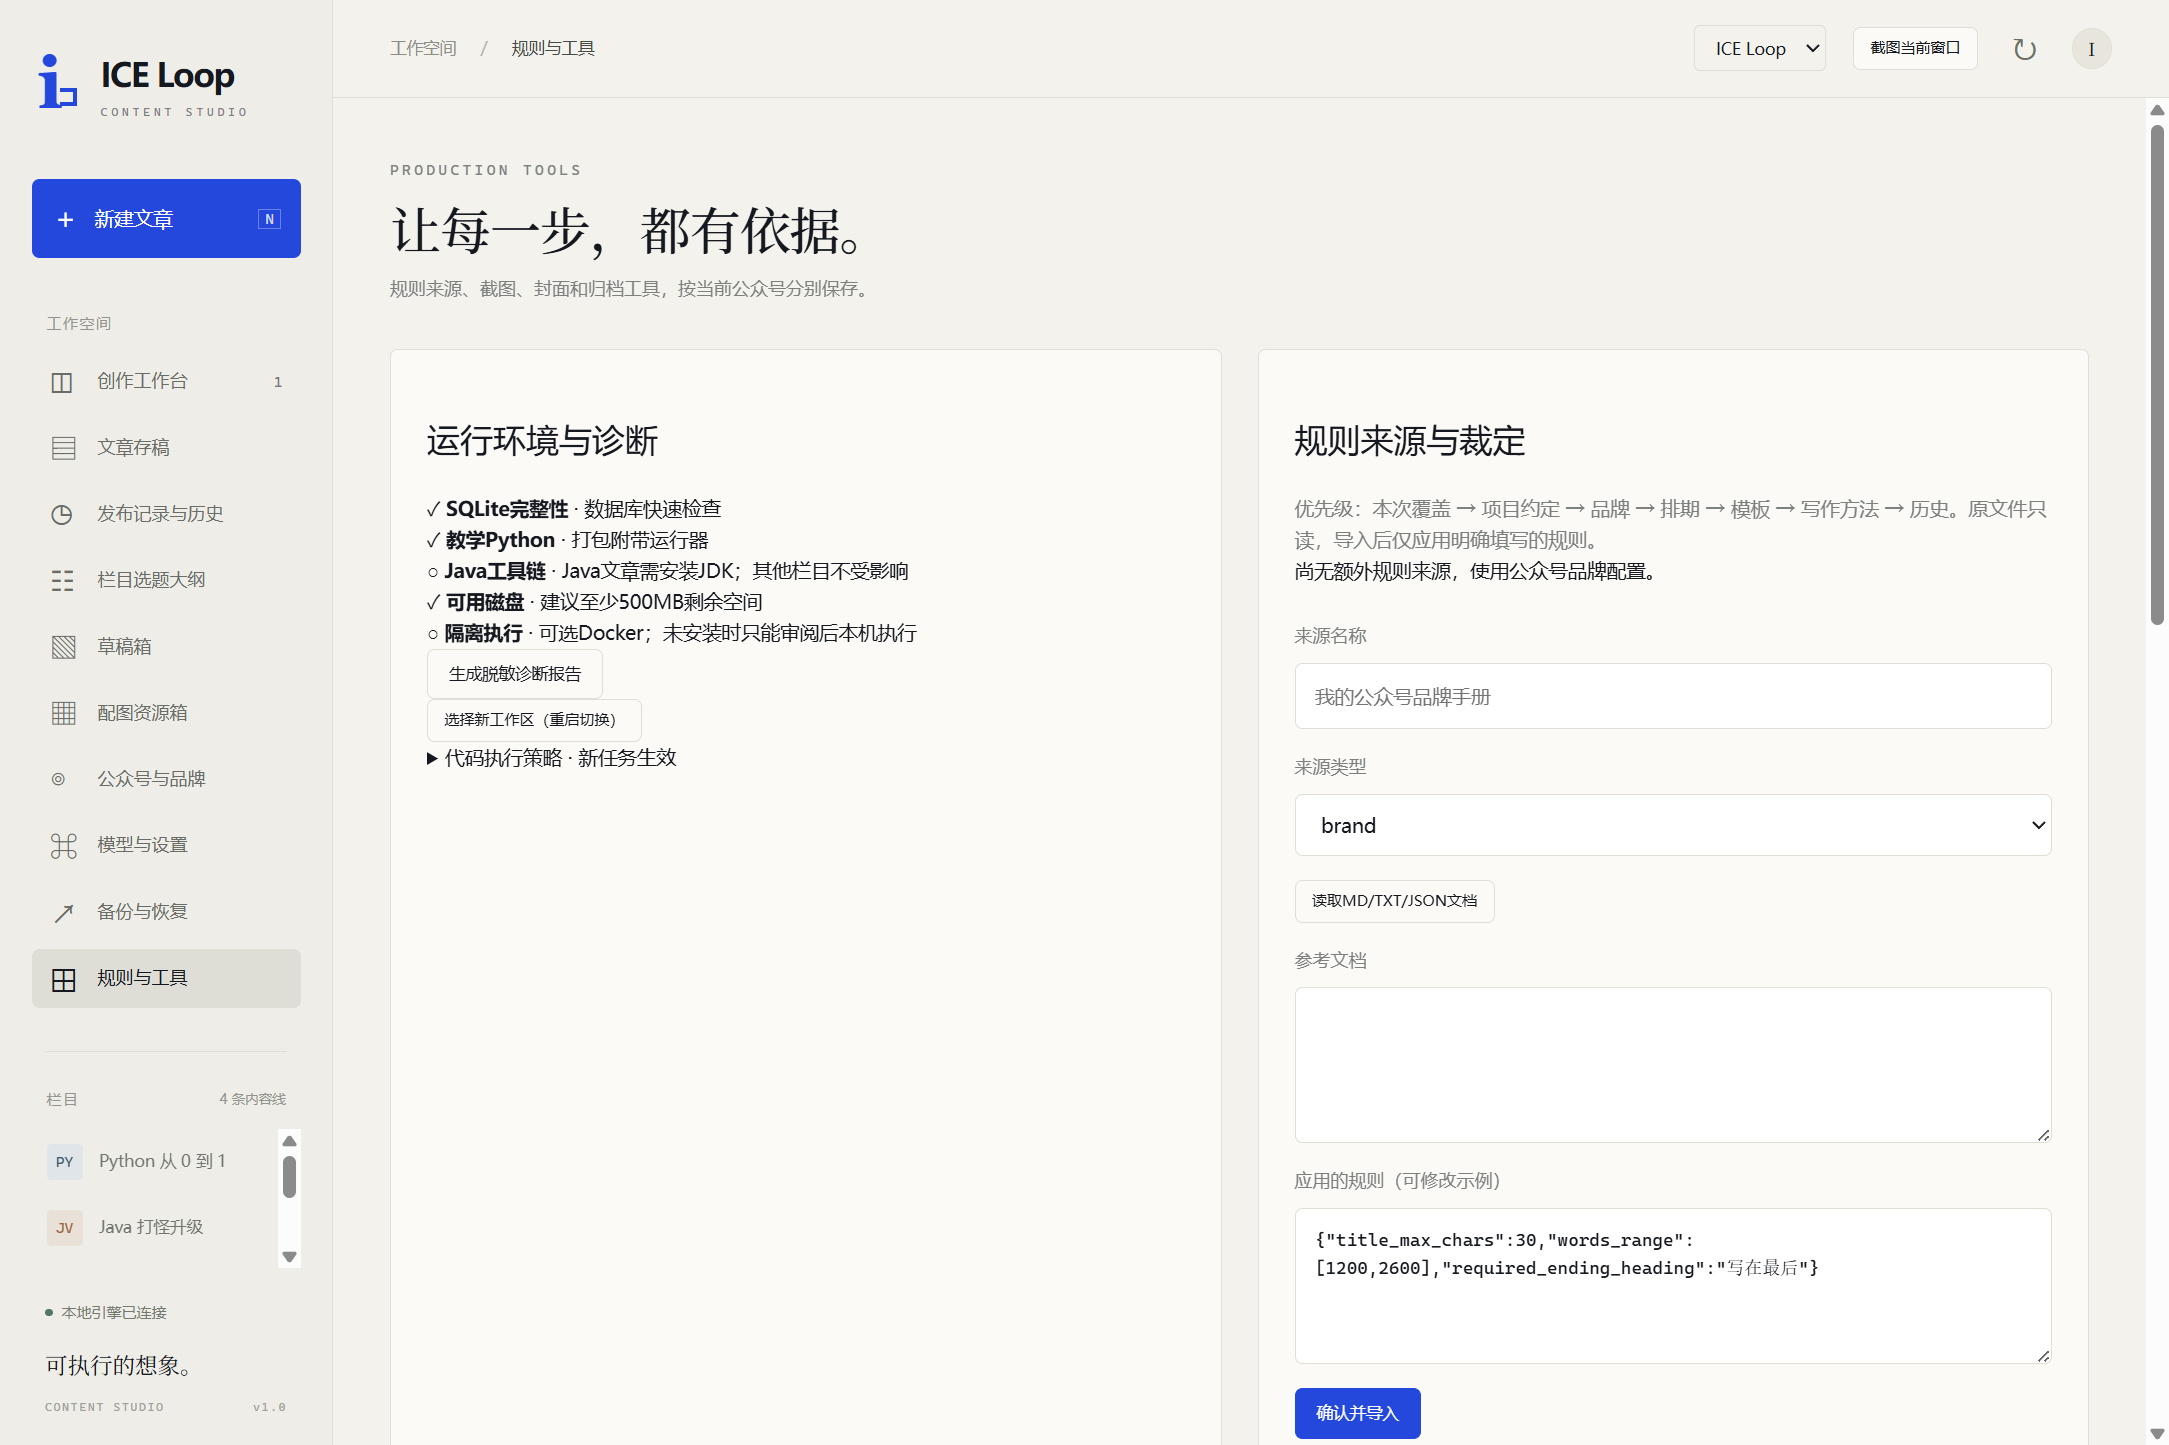 ICE Loop
CONTENT STUDIO
+ 新建文章 N
工作空间
创作工作台 1
文章存稿
发布记录与历史
栏目选题大纲
草稿箱
配图资源箱
公众号与品牌
模型与设置
备份与恢复
规则与工具
栏目 4 条内容线
PY Python 从 0 到 1
JV Java 打怪升级
本地引擎已连接
可执行的想象。
CONTENT STUDIO v1.0
工作空间 / 规则与工具
ICE Loop
截图当前窗口
I
PRODUCTION TOOLS
让每一步，都有依据。
规则来源、截图、封面和归档工具，按当前公众号分别保存。
运行环境与诊断
✓ SQLite完整性 · 数据库快速检查
✓ 教学Python · 打包附带运行器
○ Java工具链 · Java文章需安装JDK；其他栏目不受影响
✓ 可用磁盘 · 建议至少500MB剩余空间
○ 隔离执行 · 可选Docker；未安装时只能审阅后本机执行
生成脱敏诊断报告
选择新工作区（重启切换）
▶ 代码执行策略 · 新任务生效
规则来源与裁定
优先级：本次覆盖 → 项目约定 → 品牌 → 排期 → 模板 → 写作方法 → 历史。原文件只
读，导入后仅应用明确填写的规则。
尚无额外规则来源，使用公众号品牌配置。
来源名称
我的公众号品牌手册
来源类型
brand
读取MD/TXT/JSON文档
参考文档
应用的规则（可修改示例）
{"title_max_chars":30,"words_range":
[1200,2600],"required_ending_heading":"写在最后"}
确认并导入